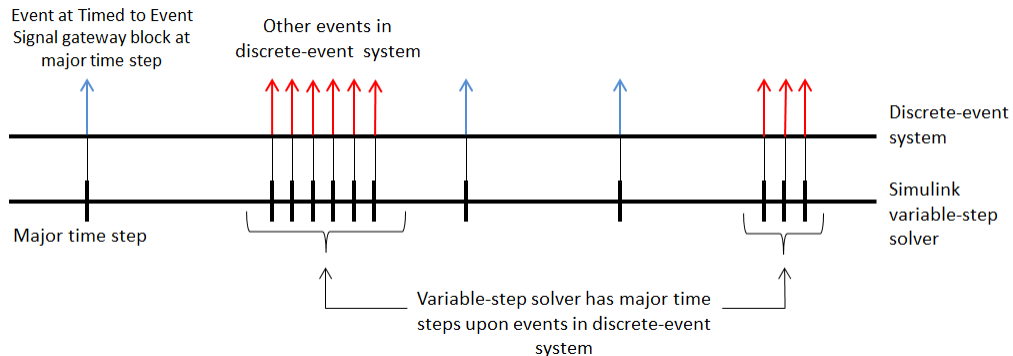 Event at Timed to Event
Signal gateway block at
major time step
Other events in
discrete-event system
Discrete-event
system
Simulink
variable-step
solver
Major time step
Variable-step solver has major time
steps upon events in discrete-event
system